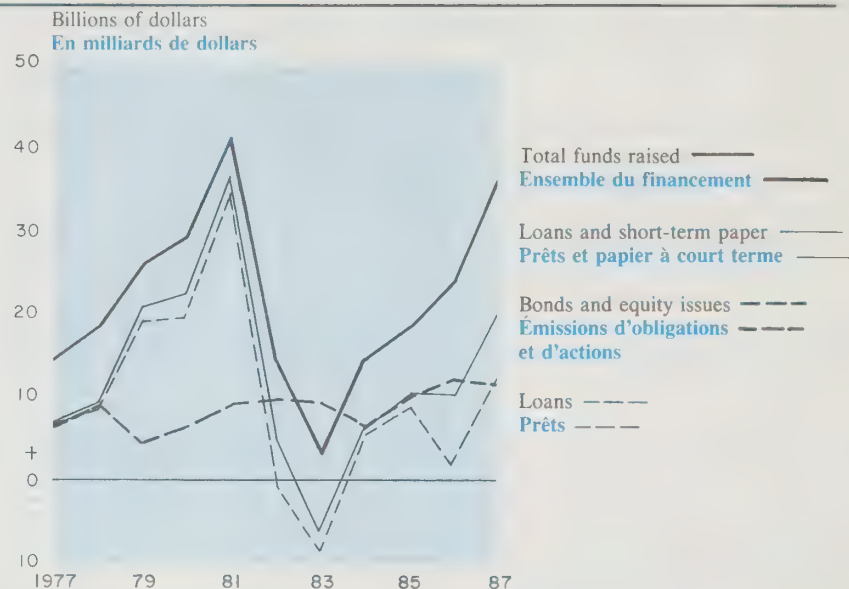 Billions of dollars
En milliards de dollars
50
40
30
20
10
+
0
10
1977 79 81 83 85 87
Total funds raised
Ensemble du financement
Loans and short-term paper
Prêts et papier à court terme
Bonds and equity issues
Émissions d'obligations
et d'actions
Loans
Prêts